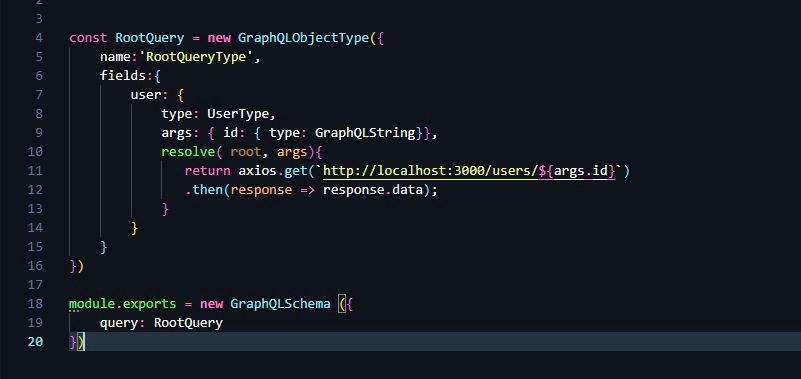 2
3
4 const RootQuery = new GraphQLObjectType({
5     name:'RootQueryType',
6     fields:{
7         user: {
8             type: UserType,
9             args: { id: { type: GraphQLString}},
10             resolve( root, args){
11                return axios.get(`http://localhost:3000/users/${args.id}`)
12                .then(response => response.data);
13             }
14         }
15     }
16 })
17
18 module.exports = new GraphQLSchema ({
19     query: RootQuery
20 })